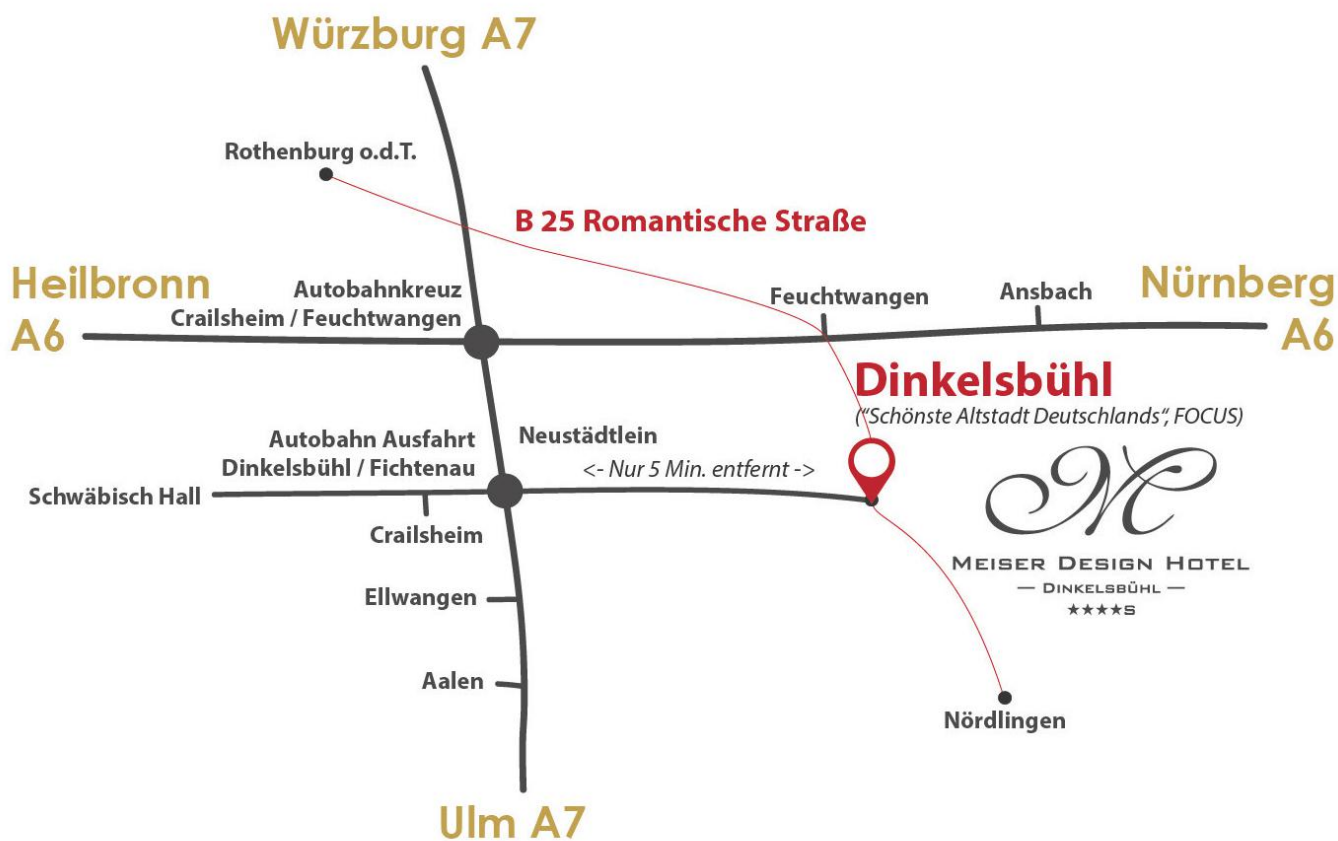 Würzburg A7
Rothenburg o.d.T.
B 25 Romantische Straße
Heilbronn
A6
Autobahnkreuz
Crailsheim / Feuchtwangen
Feuchtwangen
Ansbach
Nürnberg
A6
Dinkelsbühl
("Schönste Altstadt Deutschlands", FOCUS)
Autobahn Ausfahrt
Dinkelsbühl / Fichtenau
Neustädtlein
<- Nur 5 Min. entfernt ->
Schwäbisch Hall
Crailsheim
MEISER DESIGN HOTEL
— DINKELSBÜHL —
★★★★S
Ellwangen
Aalen
Nördlingen
Ulm A7